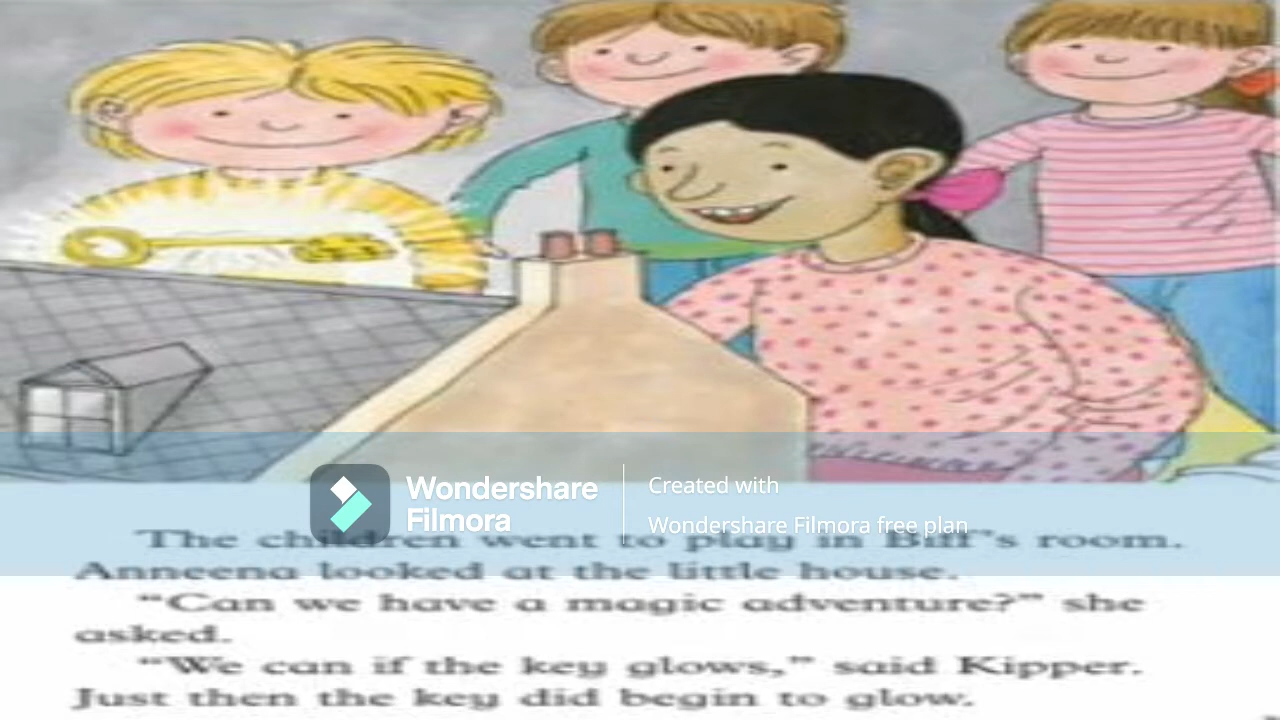 Wondershare
Filmora
Created with
Wondershare Filmora free plan
The children went to play in Biff's room.
Anneena looked at the little house.
"Can we have a magic adventure?" she
asked.
"We can if the key glows," said Kipper.
Just then the key did begin to glow.